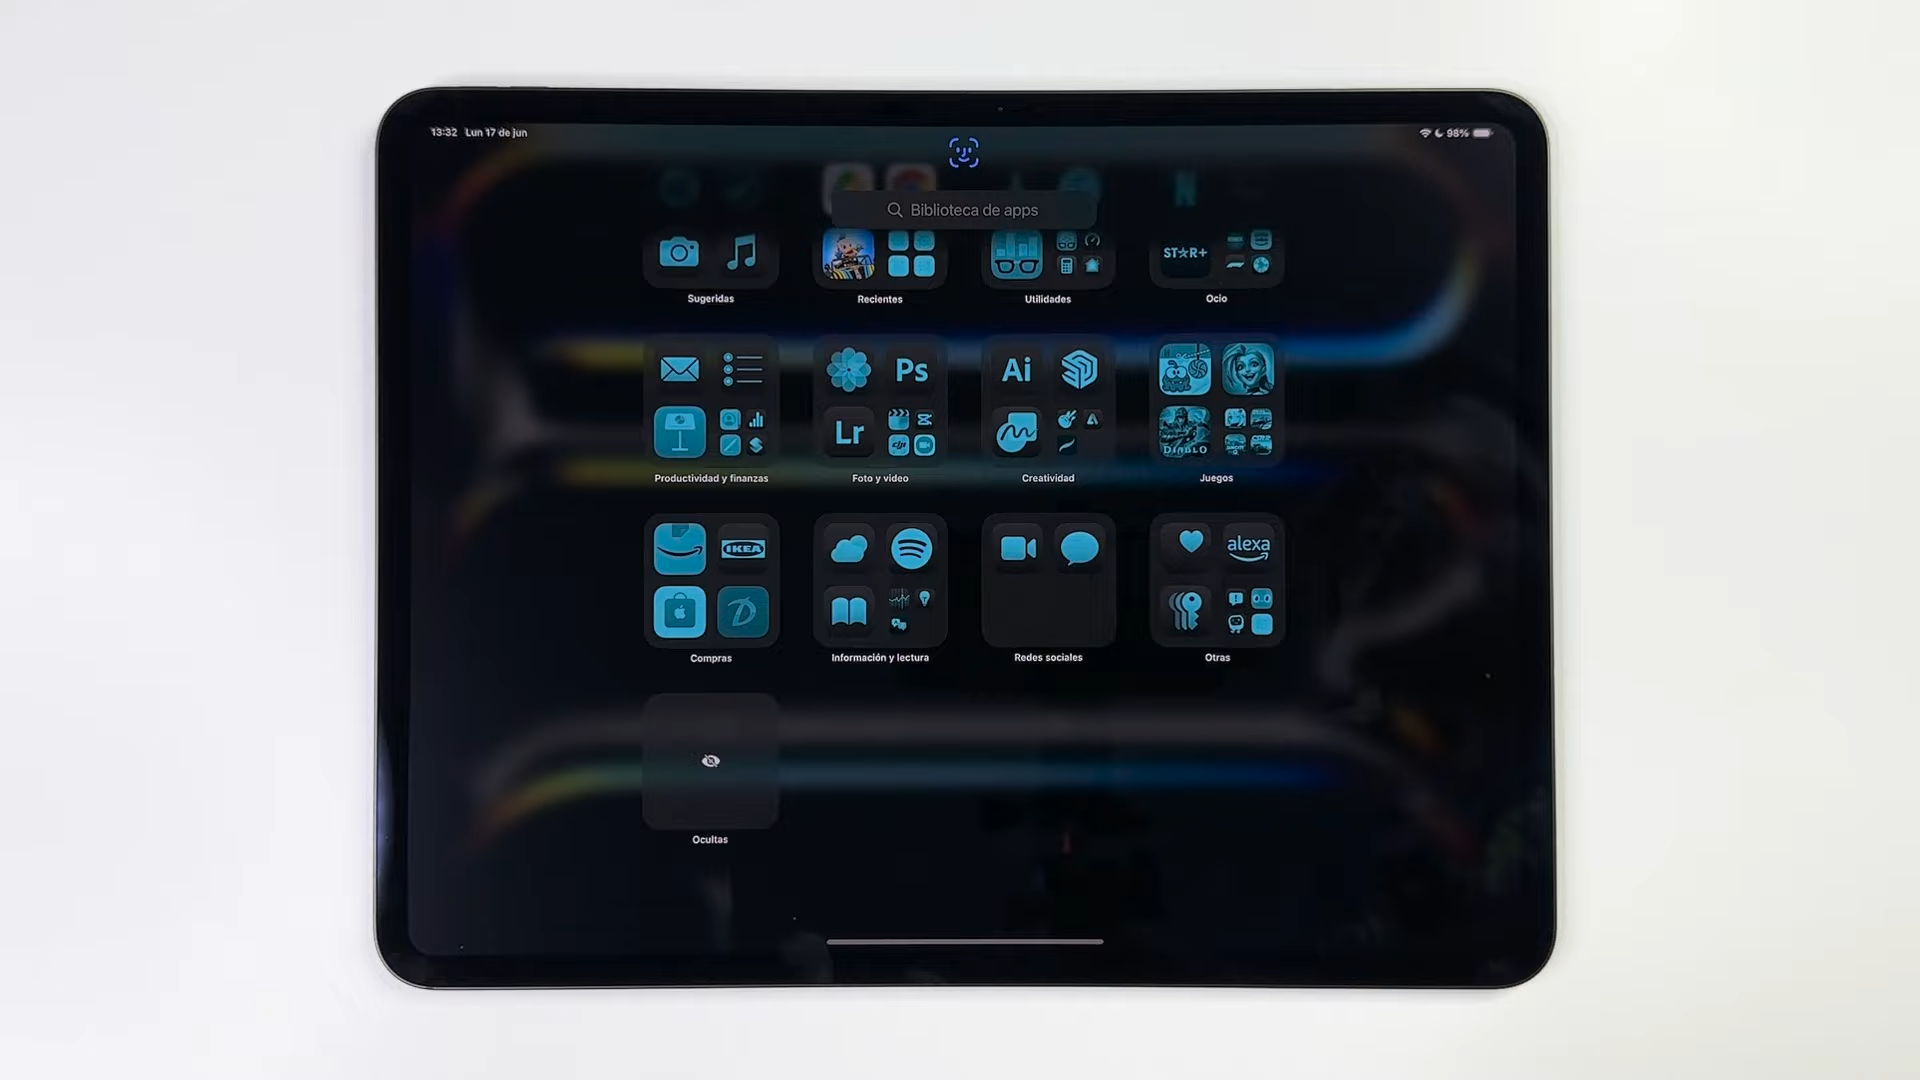 13:32 Lun 17 de jun
98%
Biblioteca de apps
N
ST★R+
Sugeridas
Recientes
Utilidades
Ocio
Ps
Ai
Lr
DIABLO
dji
Productividad y finanzas
Foto y video
Creatividad
Juegos
IKEA
alexa
Compras
Información y lectura
Redes sociales
Otras
Ocultas